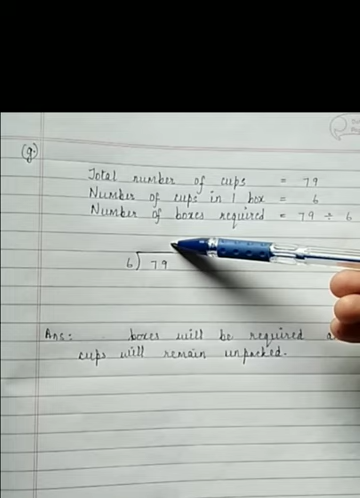 (g)
Total number of cups = 79
Number of cups in 1 box = 6
Number of boxes required = 79 ÷ 6
6) 79
Ans: boxes will be required
cups will remain unpacked.